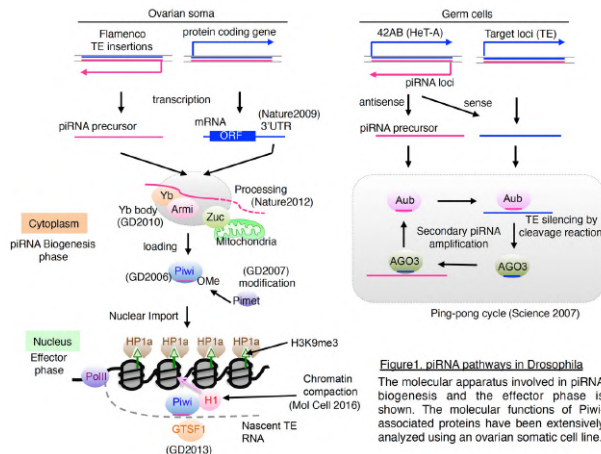 Ovarian soma
Flamenco
TE insertions
protein coding gene
transcription
piRNA precursor
mRNA
(Nature2009)
3'UTR
ORF
Processing
(Nature2012)
Yb
Armi
Zuc
Yb body
(GD2010)
Mitochondria
Cytoplasm
piRNA Biogenesis
phase
loading
(GD2006)
Piwi
OMe
(GD2007)
modification
Pimet
Nuclear Import
Nucleus
Effector
phase
HP1a
HP1a
HP1a
HP1a
H3K9me3
PolII
Piwi
H1
Chromatin
compaction
(Mol Cell 2016)
GTSF1
(GD2013)
Nascent TE
RNA
Germ cells
42AB (HeT-A)
Target loci (TE)
piRNA loci
antisense
sense
piRNA precursor
Aub
Aub
TE silencing by
cleavage reaction
Secondary piRNA
amplification
AGO3
AGO3
Ping-pong cycle (Science 2007)
Figure1. piRNA pathways in Drosophila
The molecular apparatus involved in piRNA
biogenesis and the effector phase is
shown. The molecular functions of Piwi
associated proteins have been extensively
analyzed using an ovarian somatic cell line.